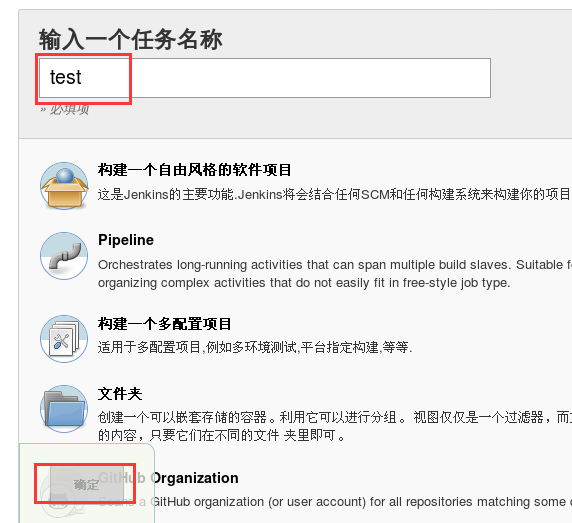 输入一个任务名称
test
» 必填项
构建一个自由风格的软件项目
这是Jenkins的主要功能.Jenkins将会结合任何SCM和任何构建系统来构建你的项目
Pipeline
Orchestrates long-running activities that can span multiple build slaves. Suitable
organizing complex activities that do not easily fit in free-style job type.
构建一个多配置项目
适用于多配置项目,例如多环境测试,平台指定构建,等等.
文件夹
创建一个可以嵌套存储的容器。利用它可以进行分组。 视图仅仅是一个过滤器，而
的内容，只要它们在不同的文件 夹里即可。
GitHub Organization
确定
a GitHub organization (or user account) for all repositories matching some